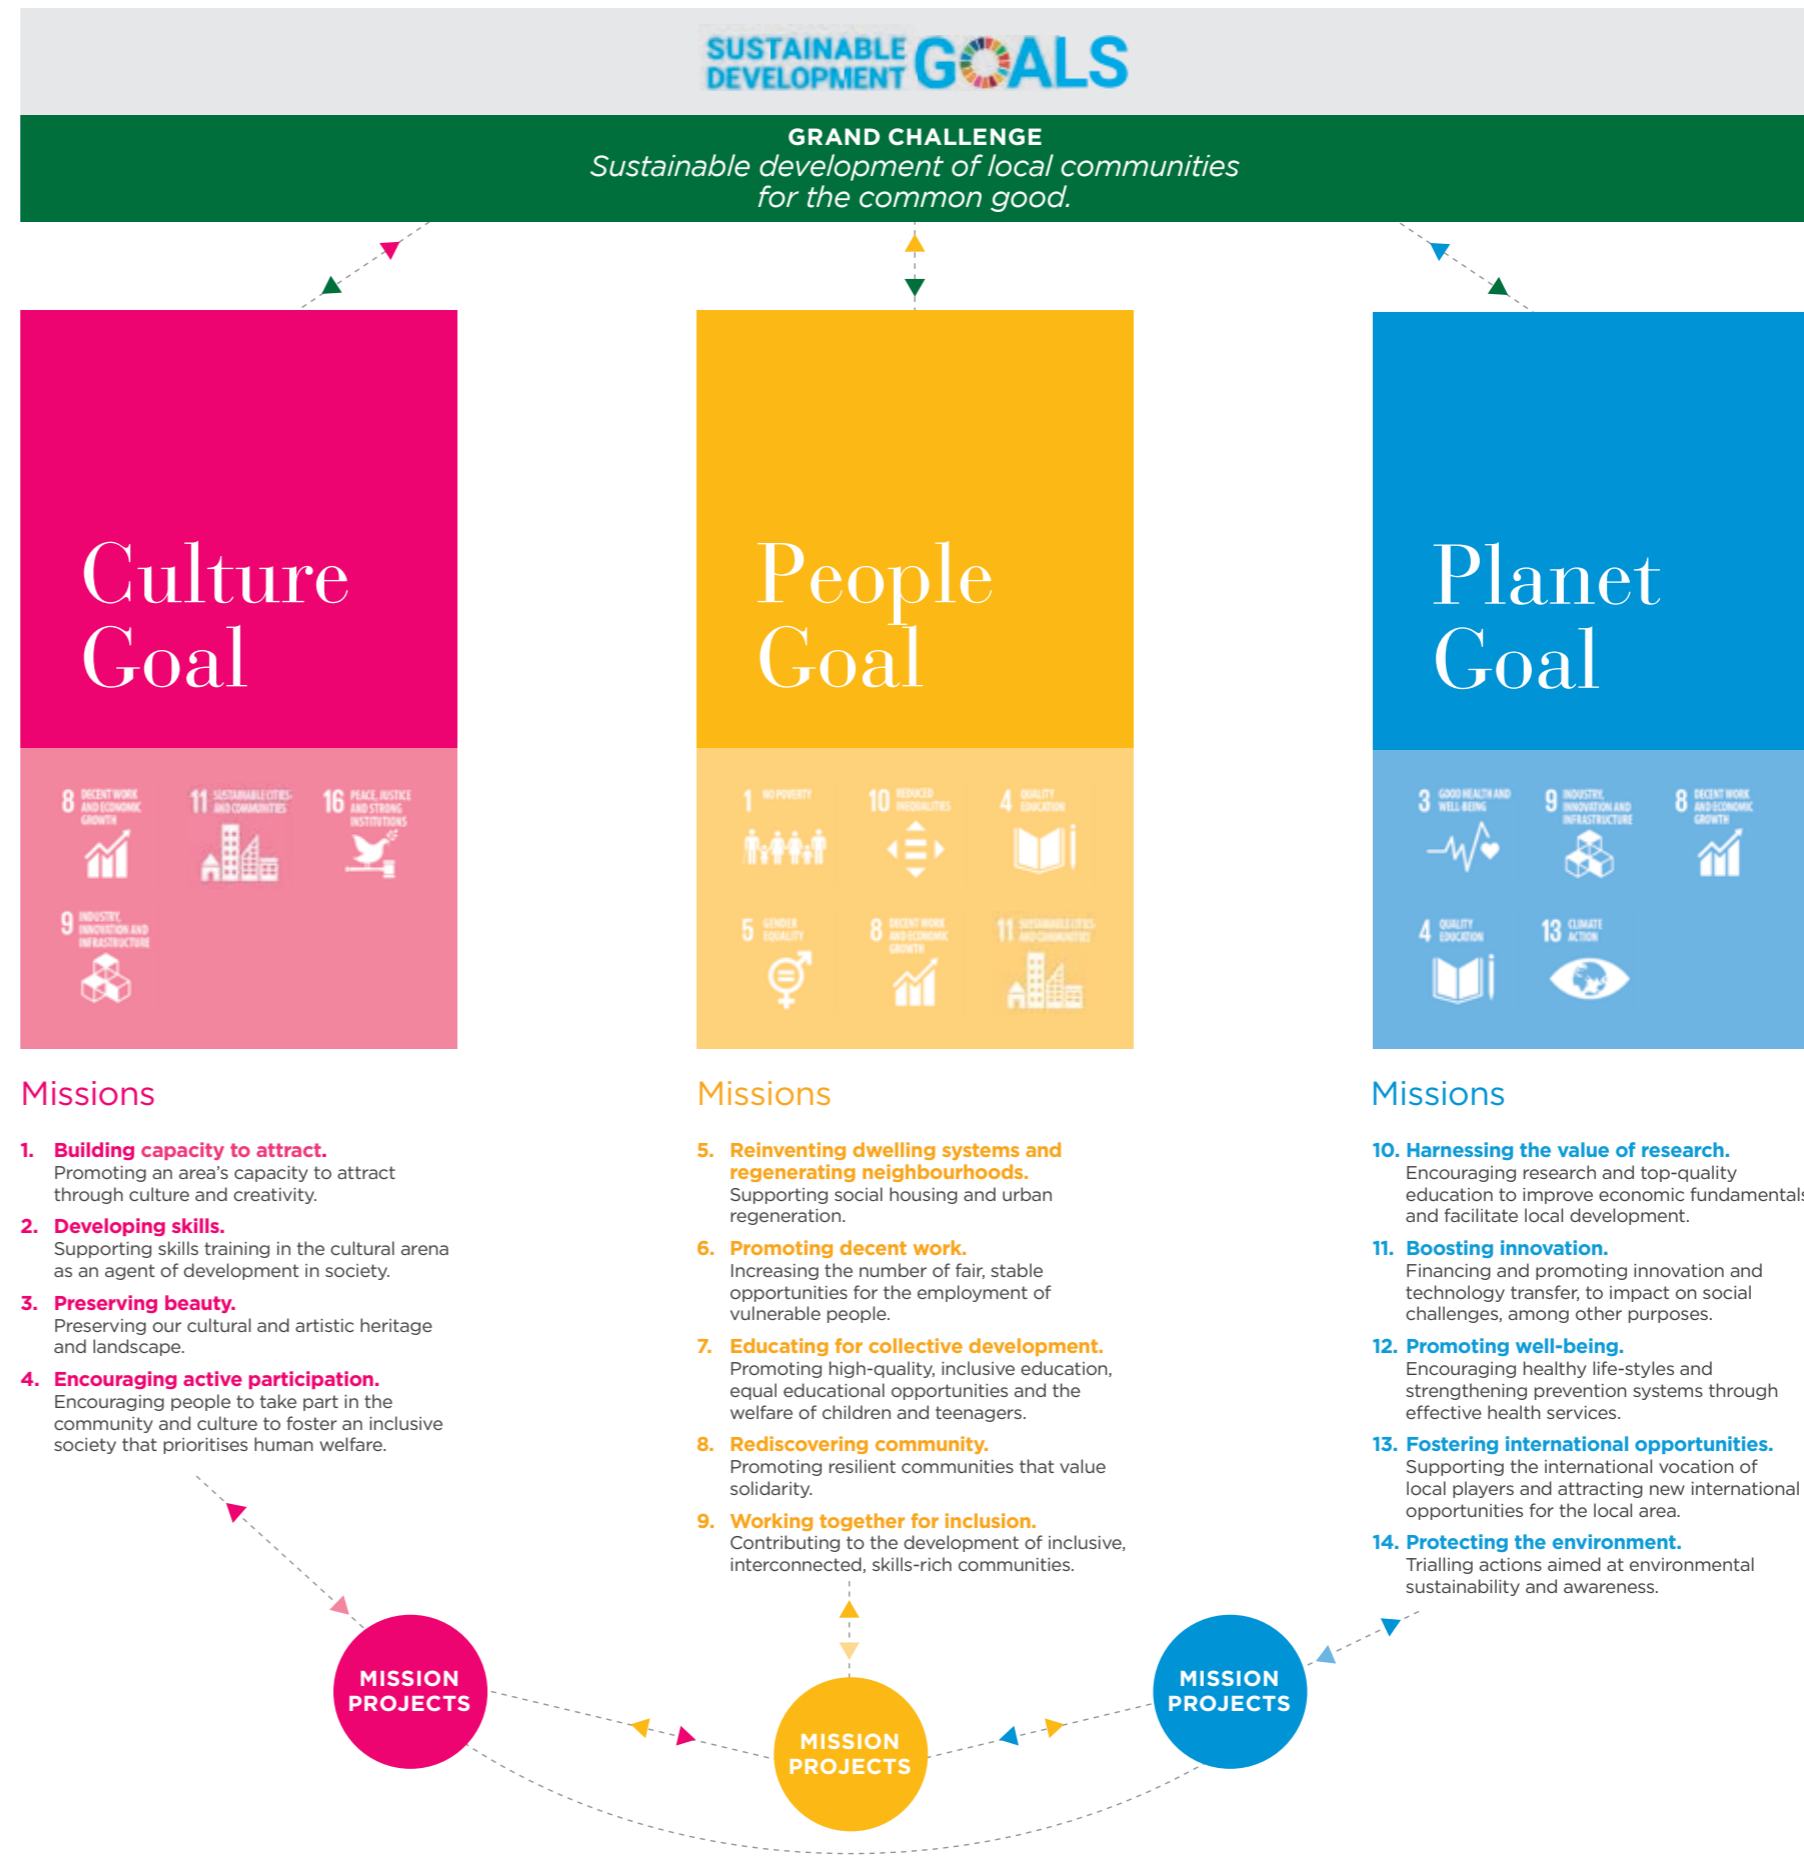 SUSTAINABLE
DEVELOPMENT GOALS
GRAND CHALLENGE
Sustainable development of local communities
for the common good.
Culture
Goal
8 DECENT WORK
AND ECONOMIC
GROWTH
11 SUSTAINABLE CITIES
AND COMMUNITIES
16 PEACE, JUSTICE
AND STRONG
INSTITUTIONS
9 INDUSTRY,
INNOVATION AND
INFRASTRUCTURE
Missions
1. Building capacity to attract.
Promoting an area's capacity to attract
through culture and creativity.
2. Developing skills.
Supporting skills training in the cultural arena
as an agent of development in society.
3. Preserving beauty.
Preserving our cultural and artistic heritage
and landscape.
4. Encouraging active participation.
Encouraging people to take part in the
community and culture to foster an inclusive
society that prioritises human welfare.
People
Goal
1 NO POVERTY
10 REDUCED
INEQUALITIES
4 QUALITY
EDUCATION
5 GENDER
EQUALITY
8 DECENT WORK
AND ECONOMIC
GROWTH
11 SUSTAINABLE CITIES
AND COMMUNITIES
Missions
5. Reinventing dwelling systems and
regenerating neighbourhoods.
Supporting social housing and urban
regeneration.
6. Promoting decent work.
Increasing the number of fair, stable
opportunities for the employment of
vulnerable people.
7. Educating for collective development.
Promoting high-quality, inclusive education,
equal educational opportunities and the
welfare of children and teenagers.
8. Rediscovering community.
Promoting resilient communities that value
solidarity.
9. Working together for inclusion.
Contributing to the development of inclusive,
interconnected, skills-rich communities.
Planet
Goal
3 GOOD HEALTH AND
WELL-BEING
9 INDUSTRY,
INNOVATION AND
INFRASTRUCTURE
8 DECENT WORK
AND ECONOMIC
GROWTH
4 QUALITY
EDUCATION
13 CLIMATE
ACTION
Missions
10. Harnessing the value of research.
Encouraging research and top-quality
education to improve economic fundamentals
and facilitate local development.
11. Boosting innovation.
Financing and promoting innovation and
technology transfer, to impact on social
challenges, among other purposes.
12. Promoting well-being.
Encouraging healthy life-styles and
strengthening prevention systems through
effective health services.
13. Fostering international opportunities.
Supporting the international vocation of
local players and attracting new international
opportunities for the local area.
14. Protecting the environment.
Trialling actions aimed at environmental
sustainability and awareness.
MISSION
PROJECTS
MISSION
PROJECTS
MISSION
PROJECTS